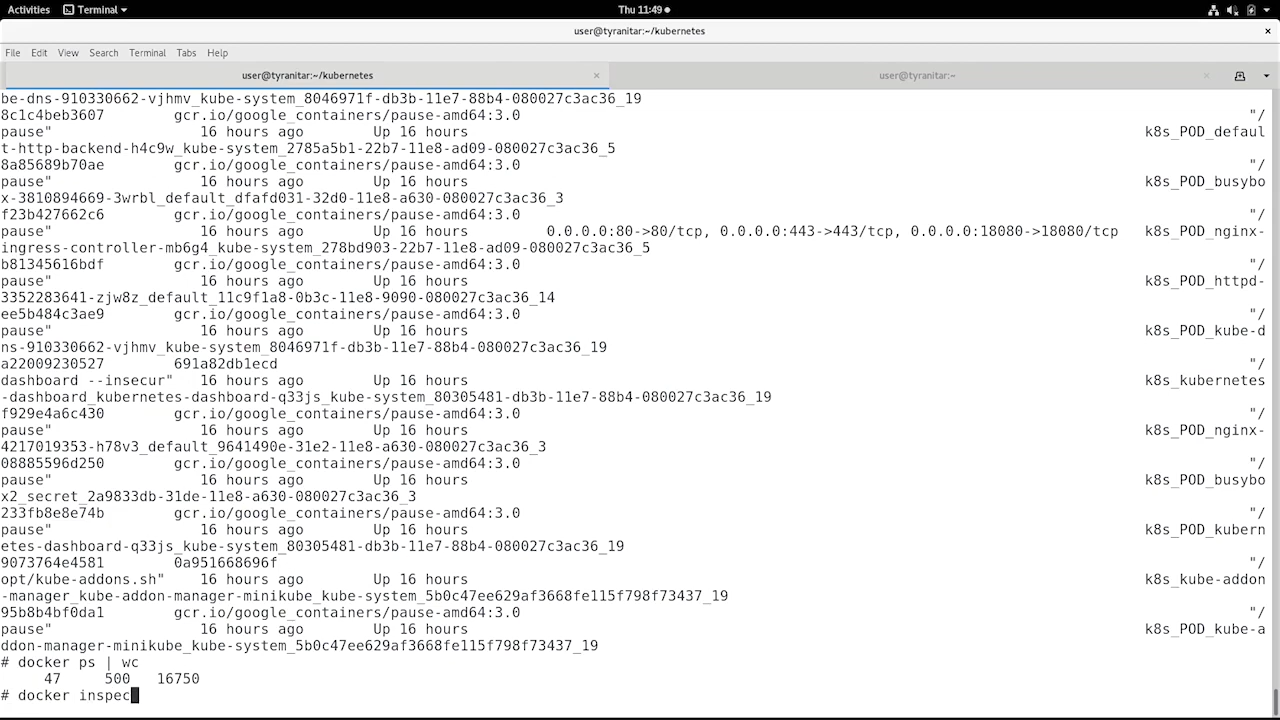 Activities Terminal Thu 11:49
user@tyranitar:~/kubernetes ×
File Edit View Search Terminal Tabs Help
user@tyranitar:~/kubernetes × user@tyranitar:~ ×
be-dns-910330662-vjhmv_kube-system_8046971f-db3b-11e7-88b4-080027c3ac36_19
8c1c4beb3607 gcr.io/google_containers/pause-amd64:3.0 "/
pause" 16 hours ago Up 16 hours k8s_POD_defaul
t-http-backend-h4c9w_kube-system_2785a5b1-22b7-11e8-ad09-080027c3ac36_5
8a85689b70ae gcr.io/google_containers/pause-amd64:3.0 "/
pause" 16 hours ago Up 16 hours k8s_POD_busybo
x-3810894669-3wrbl_default_dfafd031-32d0-11e8-a630-080027c3ac36_3
f23b427662c6 gcr.io/google_containers/pause-amd64:3.0 "/
pause" 16 hours ago Up 16 hours 0.0.0.0:80->80/tcp, 0.0.0.0:443->443/tcp, 0.0.0.0:18080->18080/tcp k8s_POD_nginx-
ingress-controller-mb6g4_kube-system_278bd903-22b7-11e8-ad09-080027c3ac36_5
b81345616bdf gcr.io/google_containers/pause-amd64:3.0 "/
pause" 16 hours ago Up 16 hours k8s_POD_httpd-
3352283641-zjw8z_default_11c9f1a8-0b3c-11e8-9090-080027c3ac36_14
ee5b484c3ae9 gcr.io/google_containers/pause-amd64:3.0 "/
pause" 16 hours ago Up 16 hours k8s_POD_kube-d
ns-910330662-vjhmv_kube-system_8046971f-db3b-11e7-88b4-080027c3ac36_19
a22009230527 691a82db1ecd "/
dashboard --insecur" 16 hours ago Up 16 hours k8s_kubernetes
-dashboard_kubernetes-dashboard-q33js_kube-system_80305481-db3b-11e7-88b4-080027c3ac36_19
f929e4a6c430 gcr.io/google_containers/pause-amd64:3.0 "/
pause" 16 hours ago Up 16 hours k8s_POD_nginx-
4217019353-h78v3_default_9641490e-31e2-11e8-a630-080027c3ac36_3
08885596d250 gcr.io/google_containers/pause-amd64:3.0 "/
pause" 16 hours ago Up 16 hours k8s_POD_busybo
x2_secret_2a9833db-31de-11e8-a630-080027c3ac36_3
233fb8e8e74b gcr.io/google_containers/pause-amd64:3.0 "/
pause" 16 hours ago Up 16 hours k8s_POD_kubern
etes-dashboard-q33js_kube-system_80305481-db3b-11e7-88b4-080027c3ac36_19
9073764e4581 0a951668696f "/
opt/kube-addons.sh" 16 hours ago Up 16 hours k8s_kube-addon
-manager_kube-addon-manager-minikube_kube-system_5b0c47ee629af3668fe115f798f73437_19
95b8b4bf0da1 gcr.io/google_containers/pause-amd64:3.0 "/
pause" 16 hours ago Up 16 hours k8s_POD_kube-a
ddon-manager-minikube_kube-system_5b0c47ee629af3668fe115f798f73437_19
# docker ps | wc
47 500 16750
# docker inspec